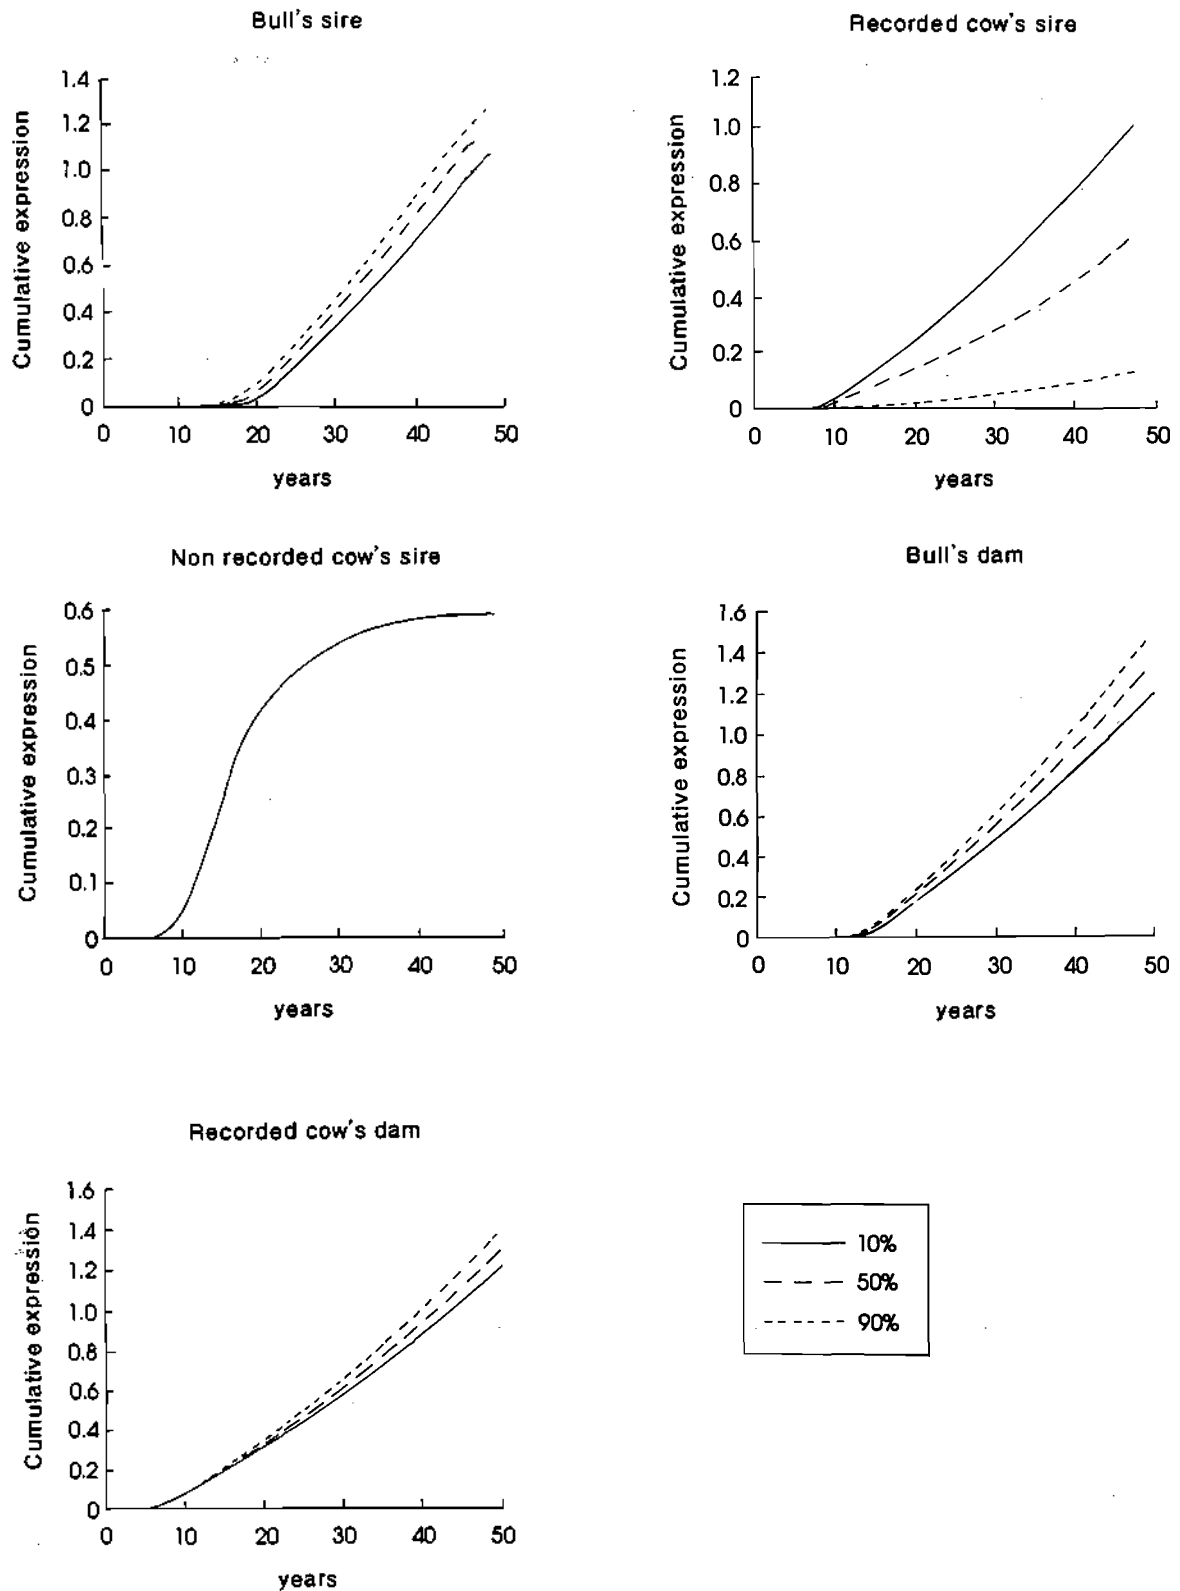 Bull's sire
Cumulative expression
1.4
1.2
1.0
0.8
0.6
0.4
0.2
0
0 10 20 30 40 50
years
Recorded cow's sire
Cumulative expression
1.2
1.0
0.8
0.6
0.4
0.2
0
0 10 20 30 40 50
years
Non recorded cow's sire
Cumulative expression
0.6
0.5
0.4
0.3
0.2
0.1
0
0 10 20 30 40 50
years
Bull's dam
Cumulative expression
1.6
1.4
1.2
1.0
0.8
0.6
0.4
0.2
0
0 10 20 30 40 50
years
Recorded cow's dam
Cumulative expression
1.6
1.4
1.2
1.0
0.8
0.6
0.4
0.2
0
0 10 20 30 40 50
years
10%
50%
90%